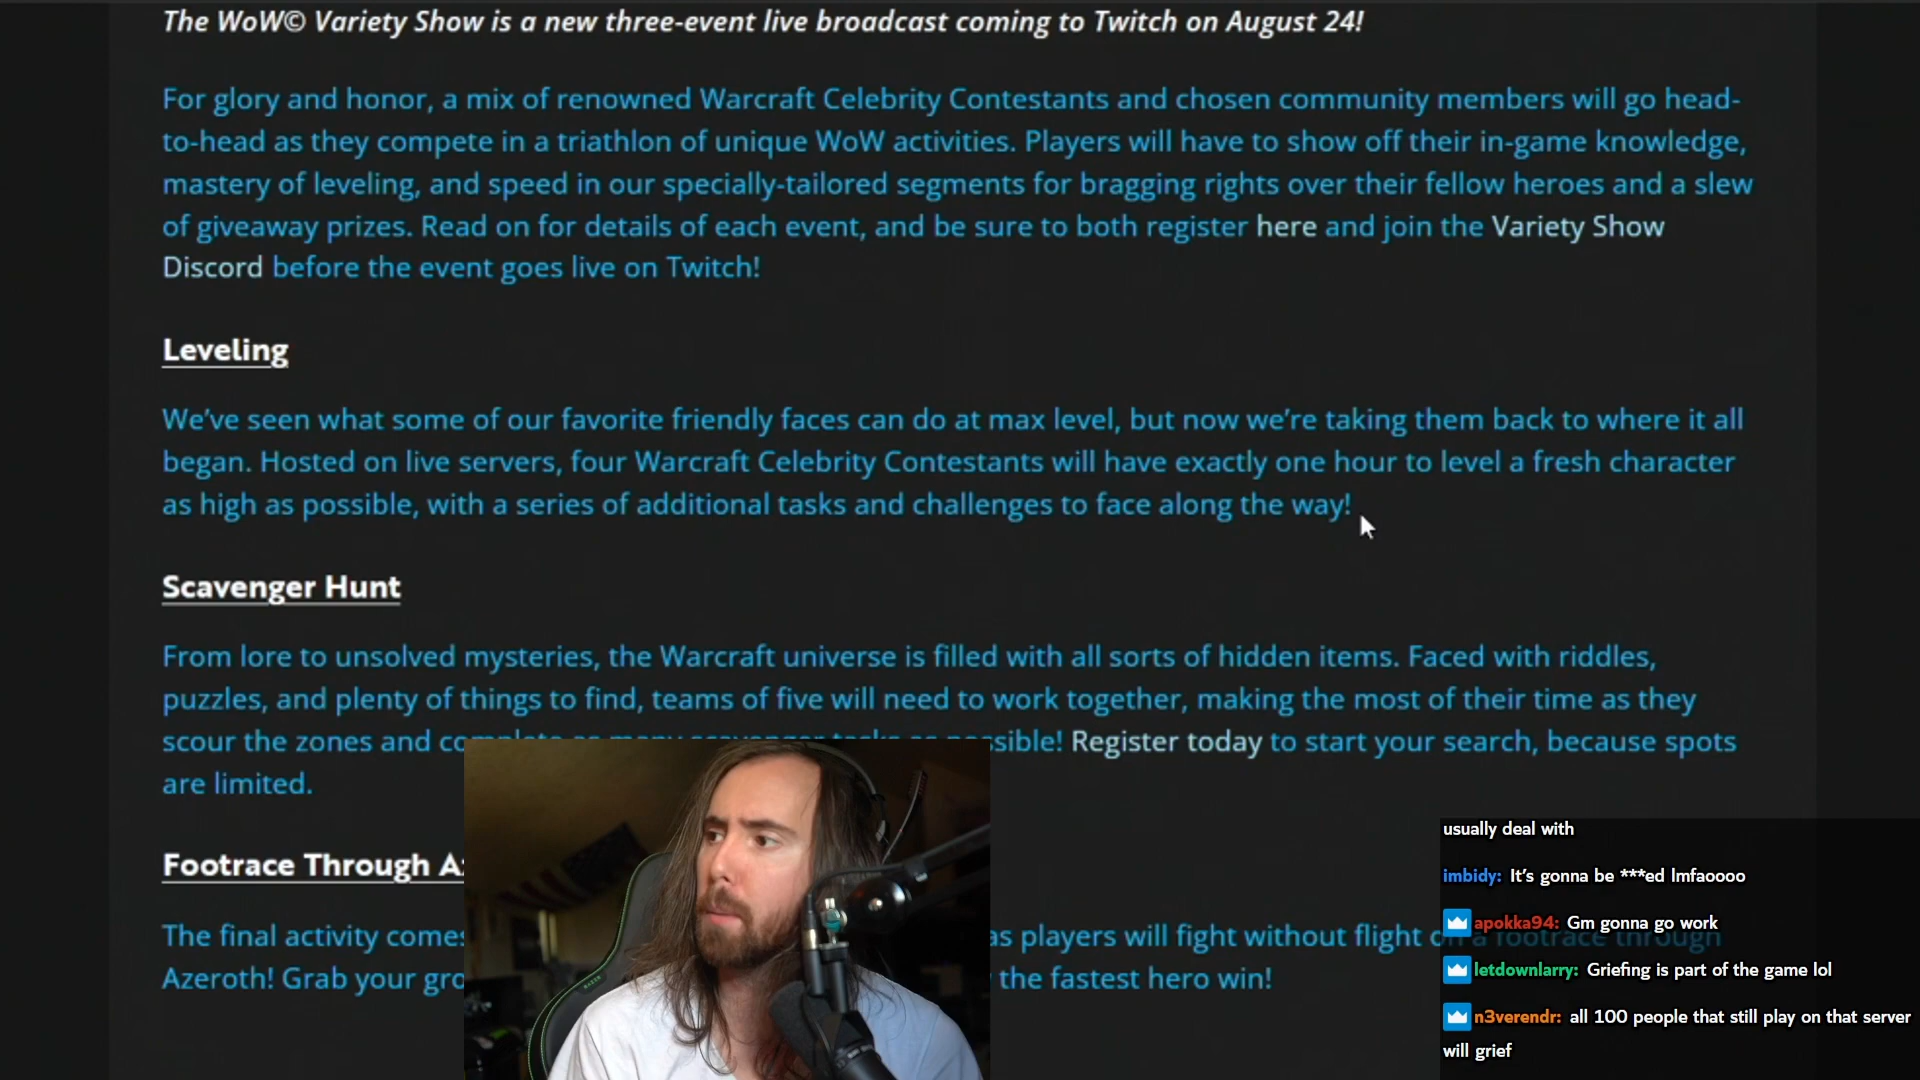 The WoW© Variety Show is a new three-event live broadcast coming to Twitch on August 24!
For glory and honor, a mix of renowned Warcraft Celebrity Contestants and chosen community members will go head-
to-head as they compete in a triathlon of unique WoW activities. Players will have to show off their in-game knowledge,
mastery of leveling, and speed in our specially-tailored segments for bragging rights over their fellow heroes and a slew
of giveaway prizes. Read on for details of each event, and be sure to both register here and join the Variety Show
Discord before the event goes live on Twitch!
Leveling
We've seen what some of our favorite friendly faces can do at max level, but now we're taking them back to where it all
began. Hosted on live servers, four Warcraft Celebrity Contestants will have exactly one hour to level a fresh character
as high as possible, with a series of additional tasks and challenges to face along the way!
Scavenger Hunt
From lore to unsolved mysteries, the Warcraft universe is filled with all sorts of hidden items. Faced with riddles,
puzzles, and plenty of things to find, teams of five will need to work together, making the most of their time as they
scour the zones and complete as many scavenger tasks as possible! Register today to start your search, because spots
are limited.
Footrace Through
The final activity comes as players will fight without flight on a footrace through
Azeroth! Grab your the fastest hero win!
usually deal with
imbidy: It's gonna be ***ed lmfaoooo
apokka94: Gm gonna go work
letdownlarry: Griefing is part of the game lol
n3verendr: all 100 people that still play on that server
will grief